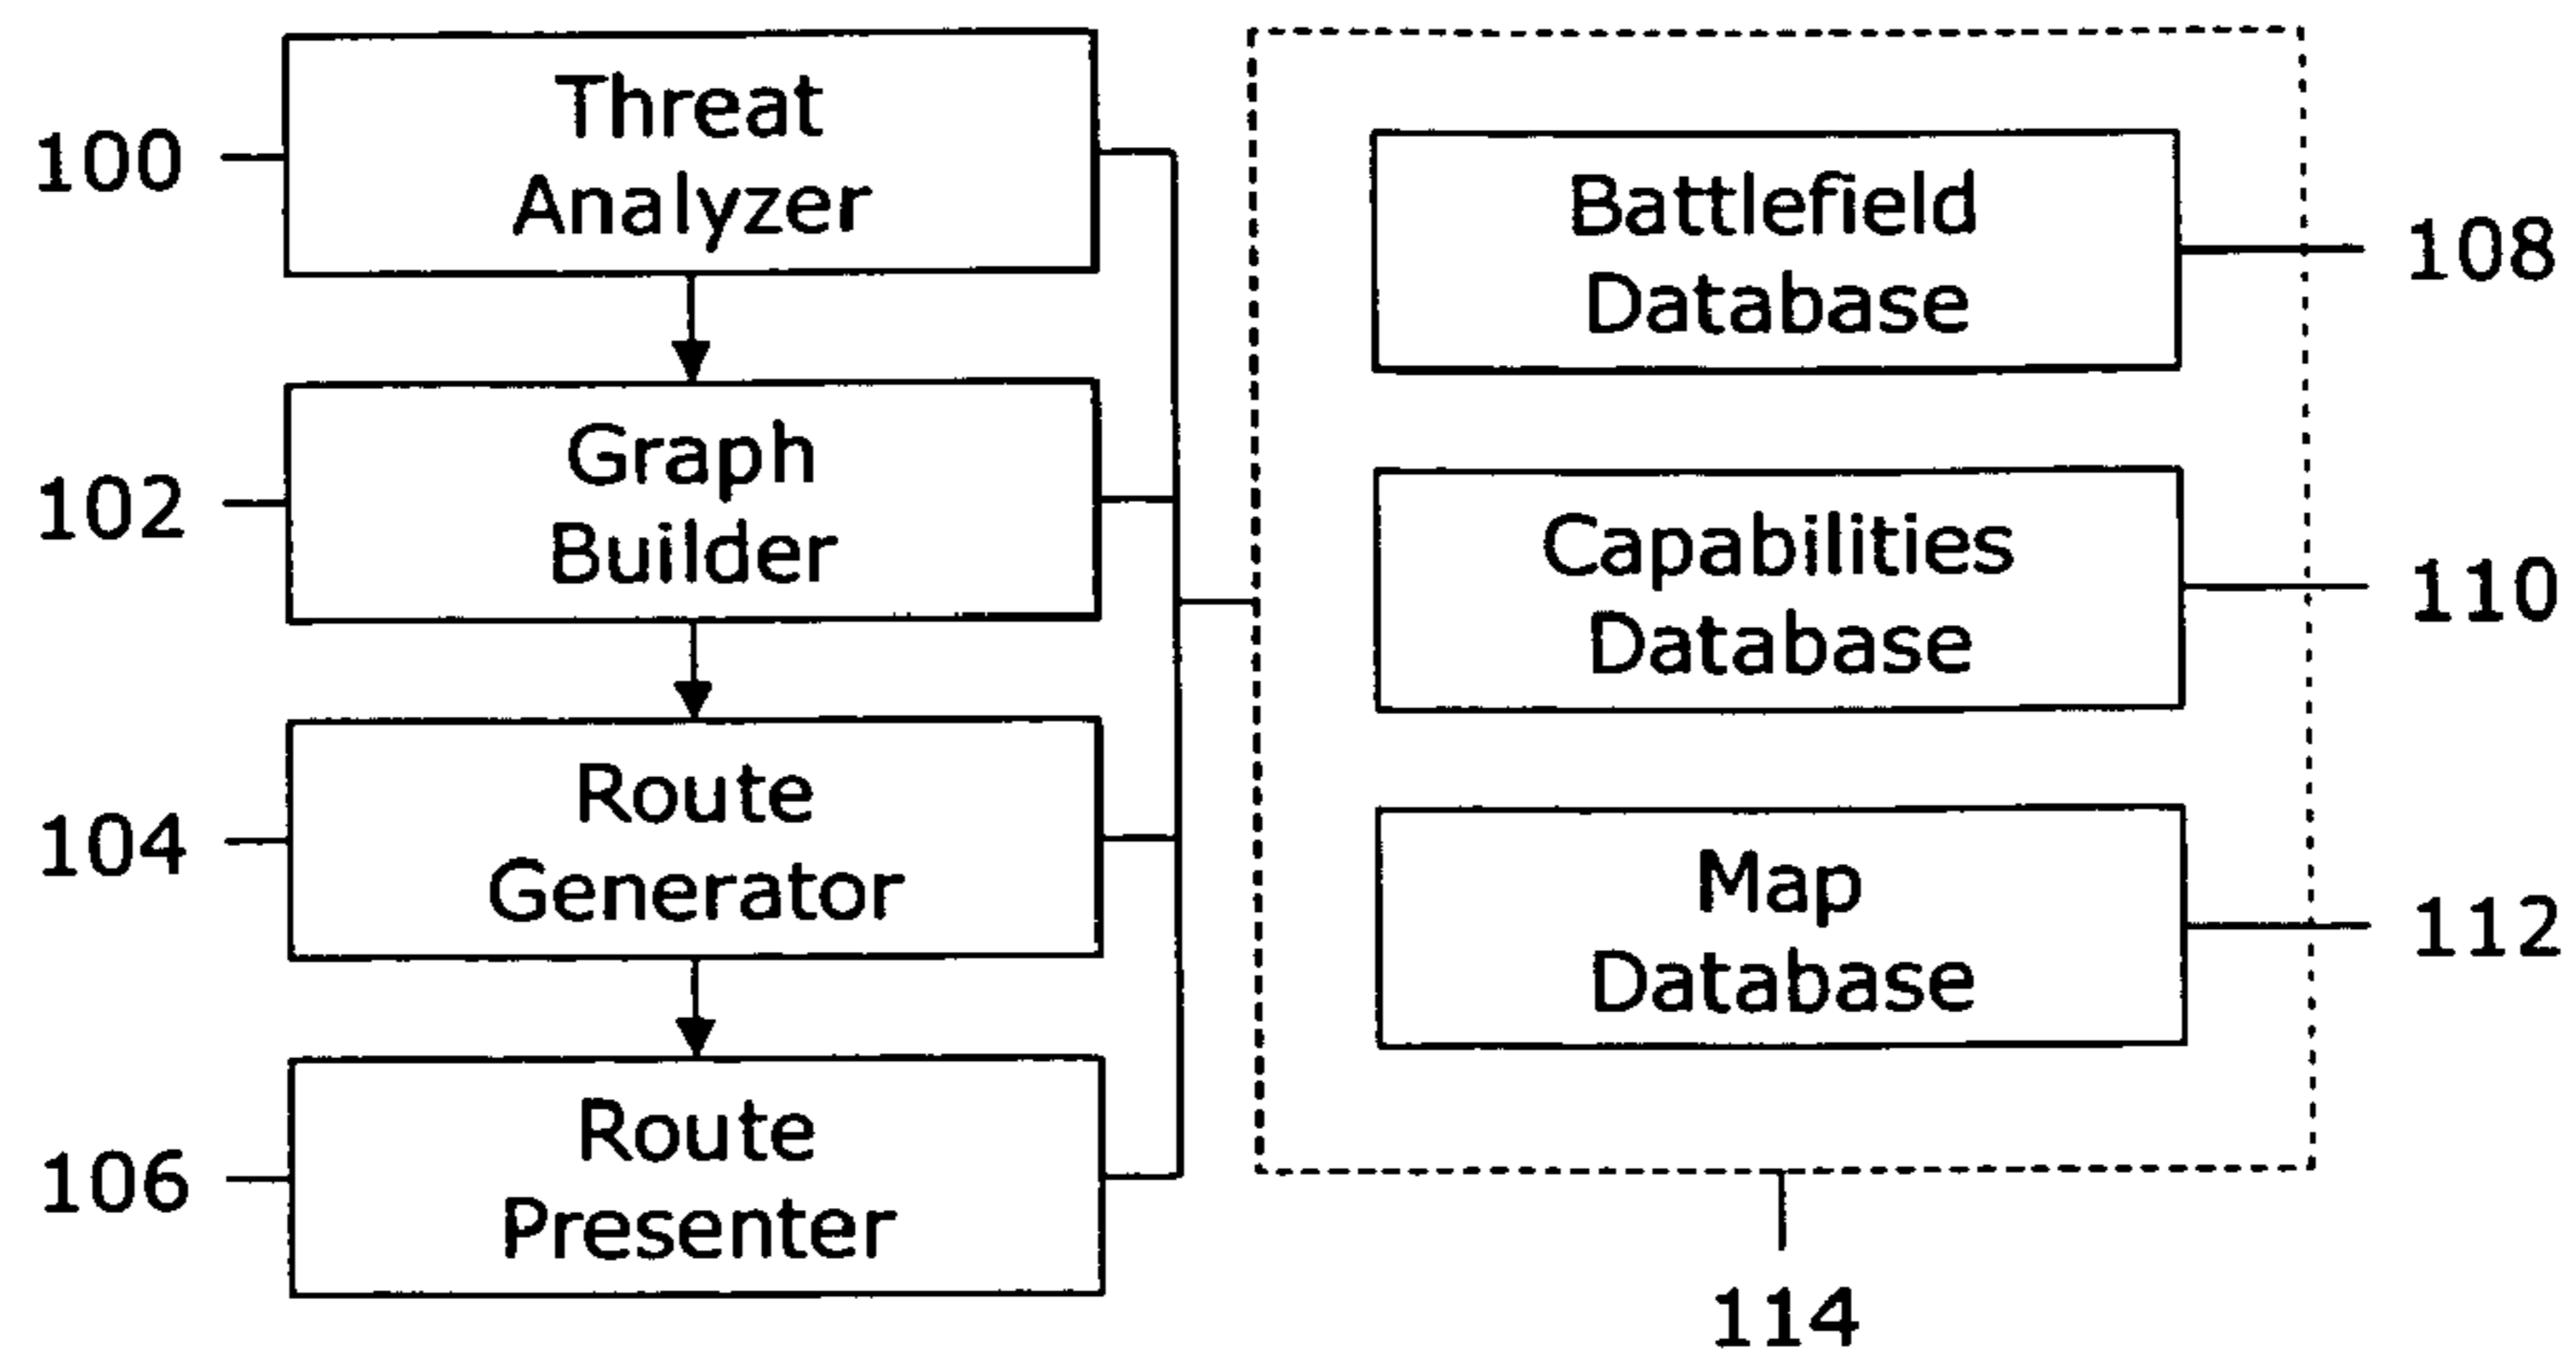 100
Threat
Analyzer
102
Graph
Builder
104
Route
Generator
106
Route
Presenter
Battlefield
Database
108
Capabilities
Database
110
Map
Database
112
114